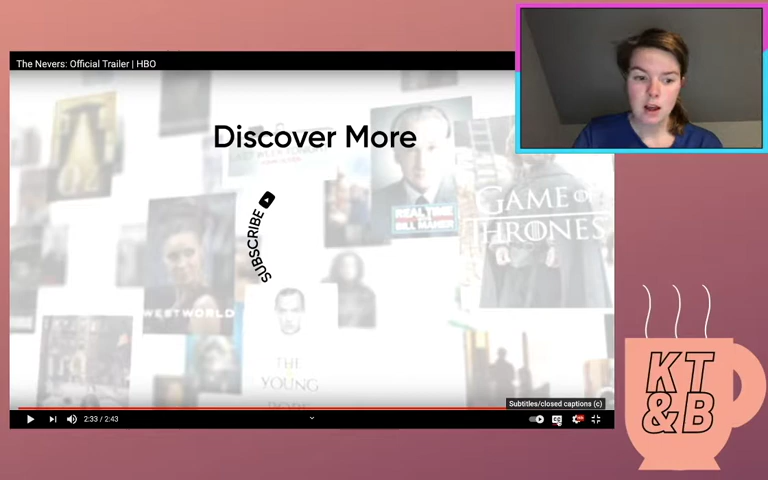 The Nevers: Official Trailer | HBO
Discover More
SUBSCRIBE
REAL TIME
BILL MAHER
GAME OF
THRONES
WESTWORLD
THE
YOUNG
POPE
Subtitles/closed captions (c)
2:33 / 2:43
KT
&B